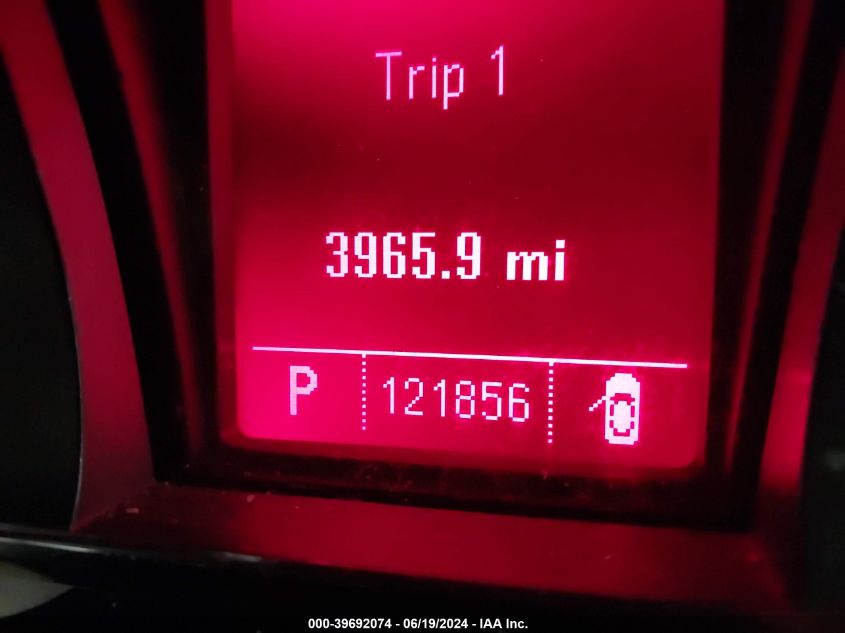 Trip 1
3965.9 mi
P 121856
000-39692074 - 06/19/2024 - IAA Inc.